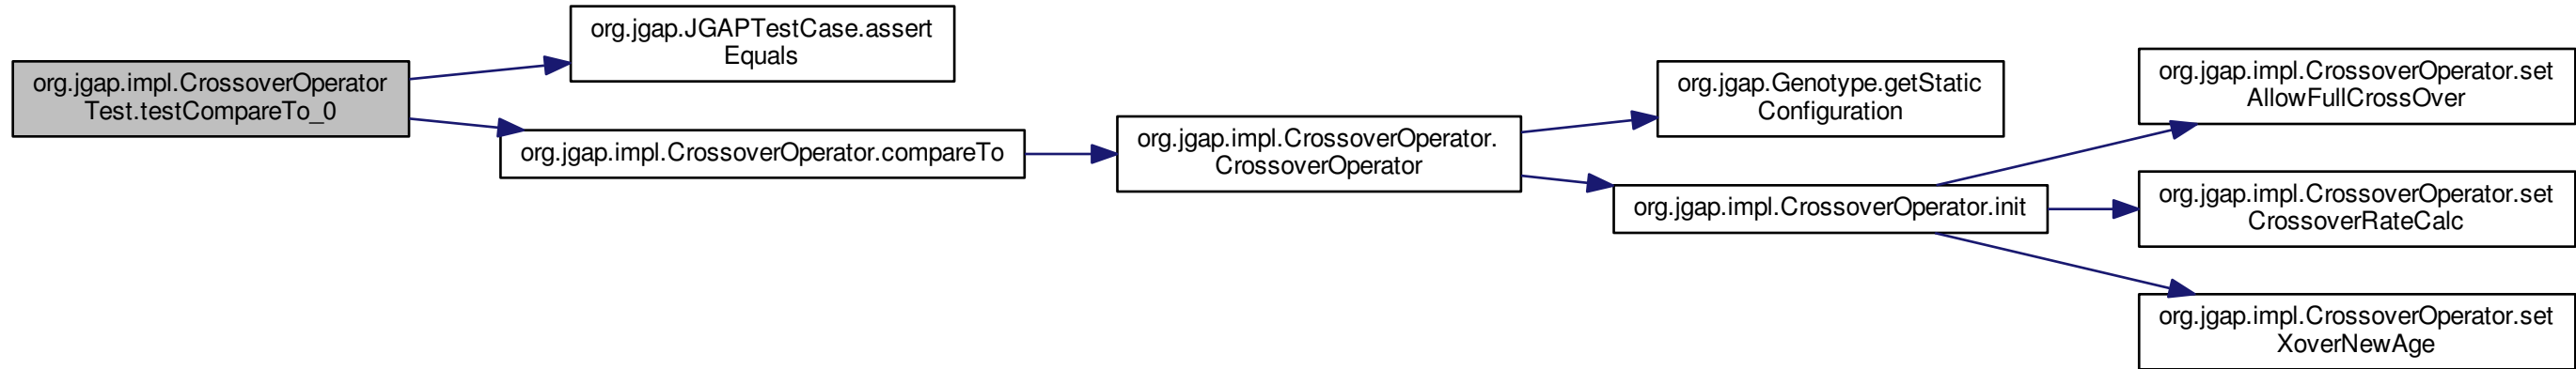 org.jgap.impl.CrossoverOperator
Test.testCompareTo_0
org.jgap.JGAPTestCase.assert
Equals
org.jgap.impl.CrossoverOperator.compareTo
org.jgap.impl.CrossoverOperator.
CrossoverOperator
org.jgap.Genotype.getStatic
Configuration
org.jgap.impl.CrossoverOperator.init
org.jgap.impl.CrossoverOperator.set
AllowFullCrossOver
org.jgap.impl.CrossoverOperator.set
CrossoverRateCalc
org.jgap.impl.CrossoverOperator.set
XoverNewAge